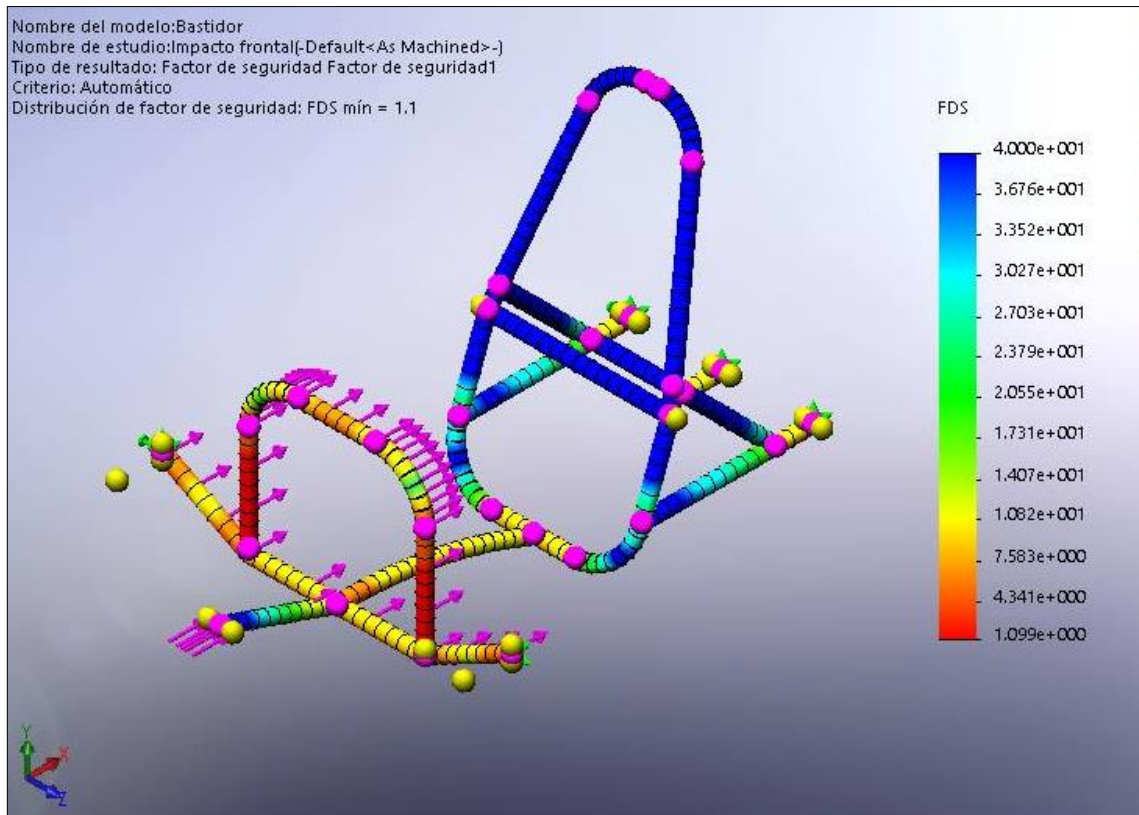 Nombre del modelo:Bastidor
Nombre de estudio:Impacto frontal(-Default<As Machined>-)
Tipo de resultado: Factor de seguridad Factor de seguridad1
Criterio: Automático
Distribución de factor de seguridad: FDS mín = 1.1
FDS
4.000e+001
3.676e+001
3.352e+001
3.027e+001
2.703e+001
2.379e+001
2.055e+001
1.731e+001
1.407e+001
1.082e+001
7.583e+000
4.341e+000
1.099e+000
Y
X
Z